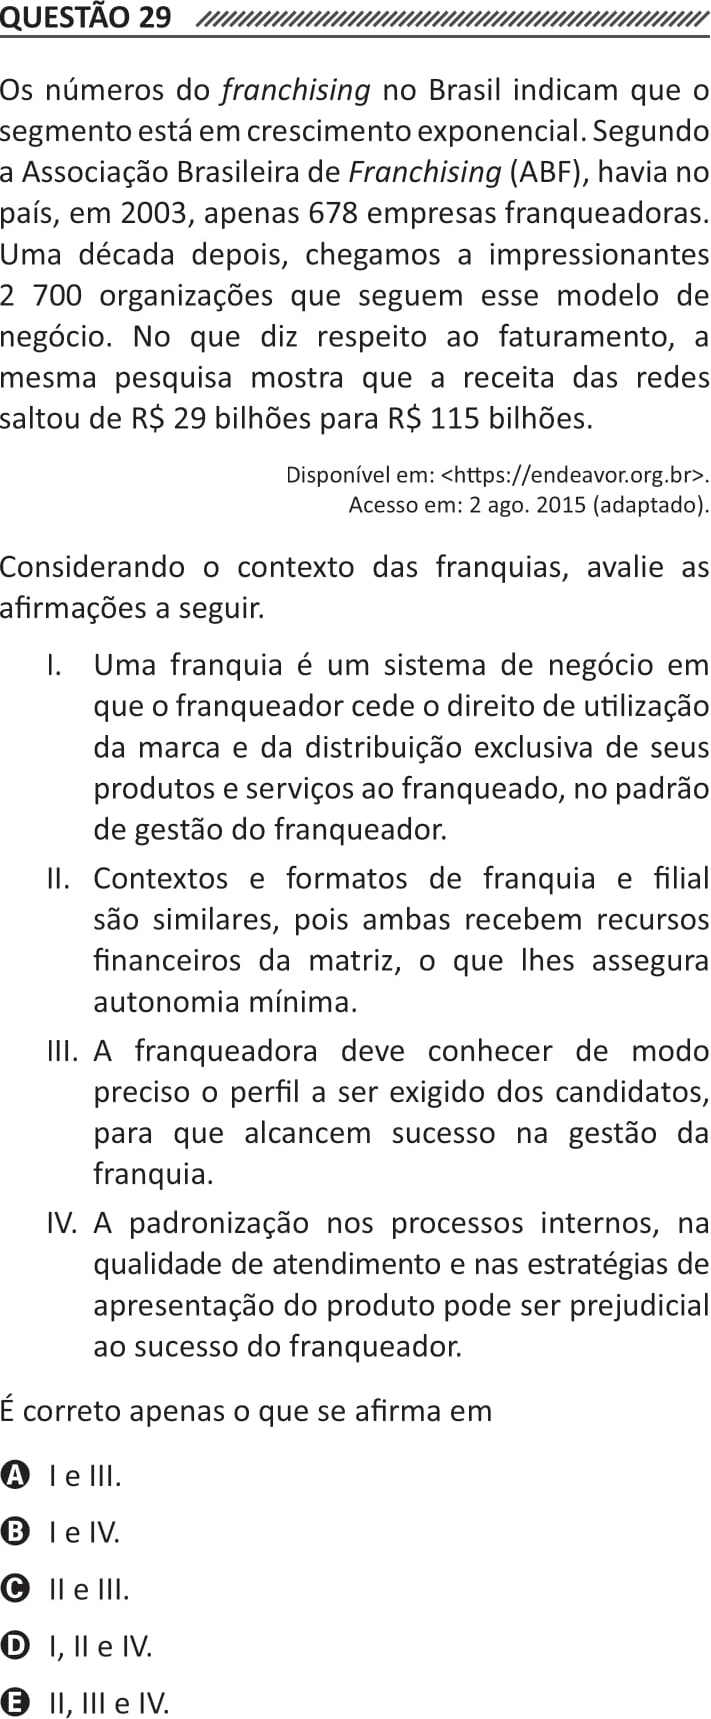 QUESTÃO 29
Os números do franchising no Brasil indicam que o
segmento está em crescimento exponencial. Segundo
a Associação Brasileira de Franchising (ABF), havia no
país, em 2003, apenas 678 empresas franqueadoras.
Uma década depois, chegamos a impressionantes
2 700 organizações que seguem esse modelo de
negócio. No que diz respeito ao faturamento, a
mesma pesquisa mostra que a receita das redes
saltou de R$ 29 bilhões para R$ 115 bilhões.
Disponível em: <https://endeavor.org.br>.
Acesso em: 2 ago. 2015 (adaptado).
Considerando o contexto das franquias, avalie as
afirmações a seguir.
I. Uma franquia é um sistema de negócio em
que o franqueador cede o direito de utilização
da marca e da distribuição exclusiva de seus
produtos e serviços ao franqueado, no padrão
de gestão do franqueador.
II. Contextos e formatos de franquia e filial
são similares, pois ambas recebem recursos
financeiros da matriz, o que lhes assegura
autonomia mínima.
III. A franqueadora deve conhecer de modo
preciso o perfil a ser exigido dos candidatos,
para que alcancem sucesso na gestão da
franquia.
IV. A padronização nos processos internos, na
qualidade de atendimento e nas estratégias de
apresentação do produto pode ser prejudicial
ao sucesso do franqueador.
É correto apenas o que se afirma em
A I e III.
B I e IV.
C II e III.
D I, II e IV.
E II, III e IV.